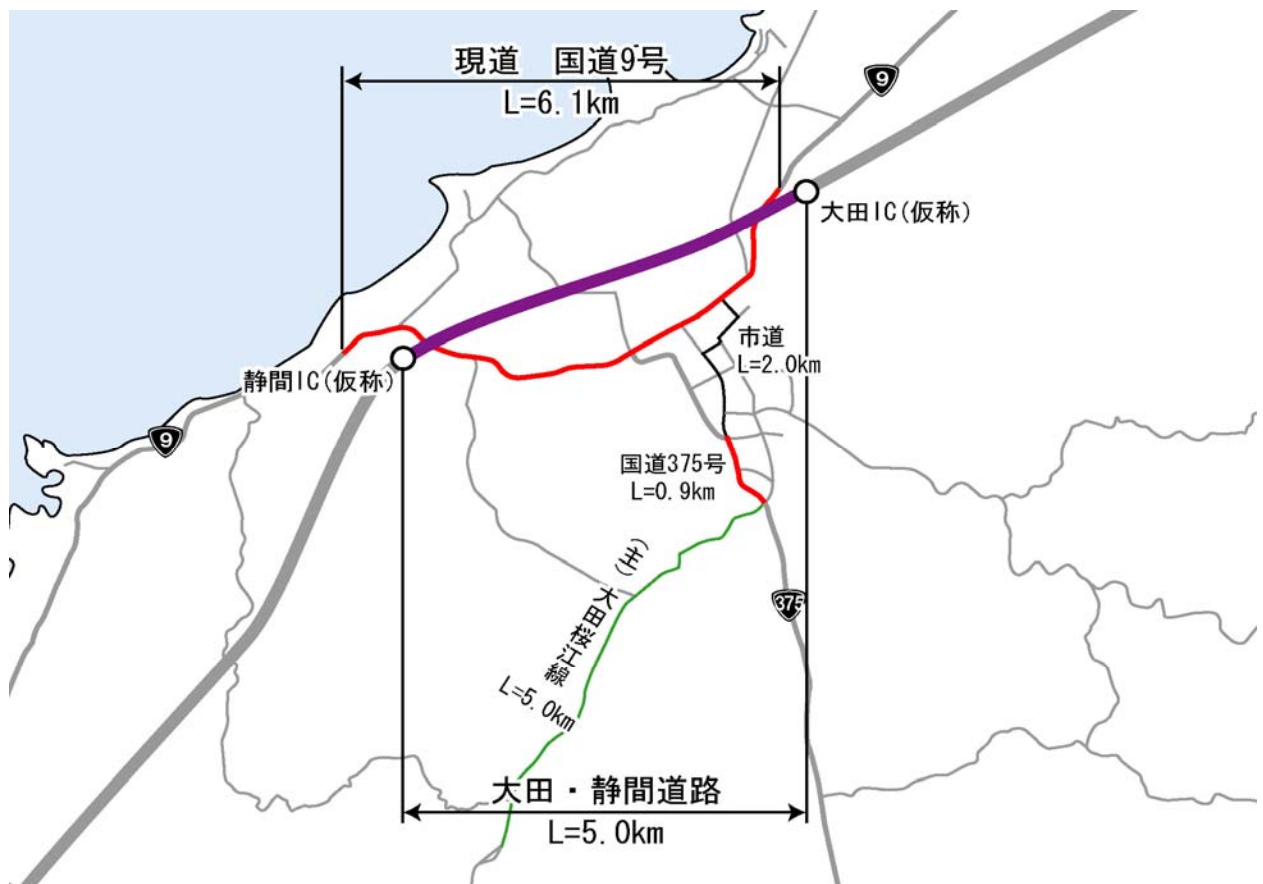 現道　国道9号
L=6.1km
9
大田IC(仮称)
市道
L=2.0km
静間IC(仮称)
9
国道375号
L=0.9km
(主)大田桜江線
L=5.0km
375
大田・静間道路
L=5.0km